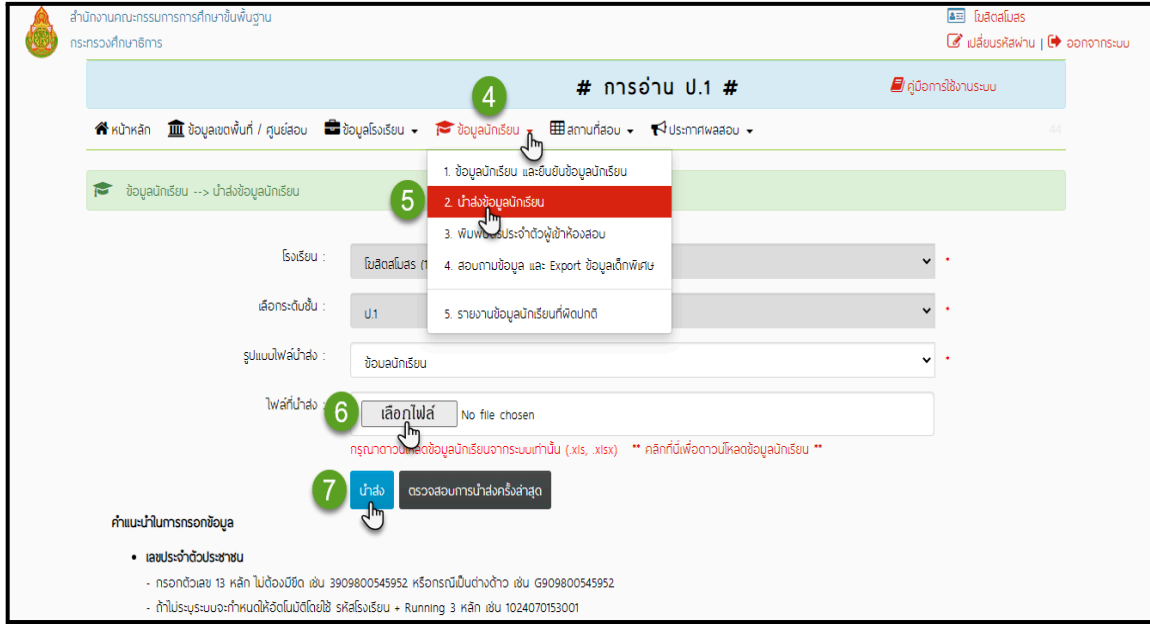 สำนักงานคณะกรรมการการศึกษาขั้นพื้นฐาน
กระทรวงศึกษาธิการ
โฆสิตสโมสร
เปลี่ยนรหัสผ่าน | ออกจากระบบ
# การอ่าน ป.1 #
คู่มือการใช้งานระบบ
4
หน้าหลัก ข้อมูลเขตพื้นที่ / ศูนย์สอบ ข้อมูลโรงเรียน ข้อมูลนักเรียน สถานที่สอบ ประกาศผลสอบ 44
1. ข้อมูลนักเรียน และยืนยันข้อมูลนักเรียน
ข้อมูลนักเรียน --> นำส่งข้อมูลนักเรียน
5
2. นำส่งข้อมูลนักเรียน
3. ประจำตัวผู้เข้าห้องสอบ
4. สอบถามข้อมูล และ Export ข้อมูลเด็กพิเศษ
5. รายงานข้อมูลนักเรียนที่ผิดปกติ
โรงเรียน : โฆสิตสโมสร (1 *
เลือกระดับชั้น : ป.1 *
รูปแบบไฟล์นำส่ง : ข้อมูลนักเรียน *
ไฟล์ที่นำส่ง : 6 เลือกไฟล์ No file chosen
ข้อมูลนักเรียนจากระบบเท่านั้น (.xls, .xlsx) ** คลิกที่นี่เพื่อดาวน์โหลดข้อมูลนักเรียน **
7 นำส่ง ตรวจสอบการนำส่งครั้งล่าสุด
คำแนะนำในการกรอกข้อมูล
• เลขประจำตัวประชาชน
- กรอกตัวเลข 13 หลัก ไม่ต้องมีขีด เช่น 3909800545952 หรือกรณีเป็นต่างด้าว เช่น G909800545952
- ถ้าไม่ระบุระบบจะกำหนดให้อัตโนมัติโดยใช้ รหัสโรงเรียน + Running 3 หลัก เช่น 1024070153001